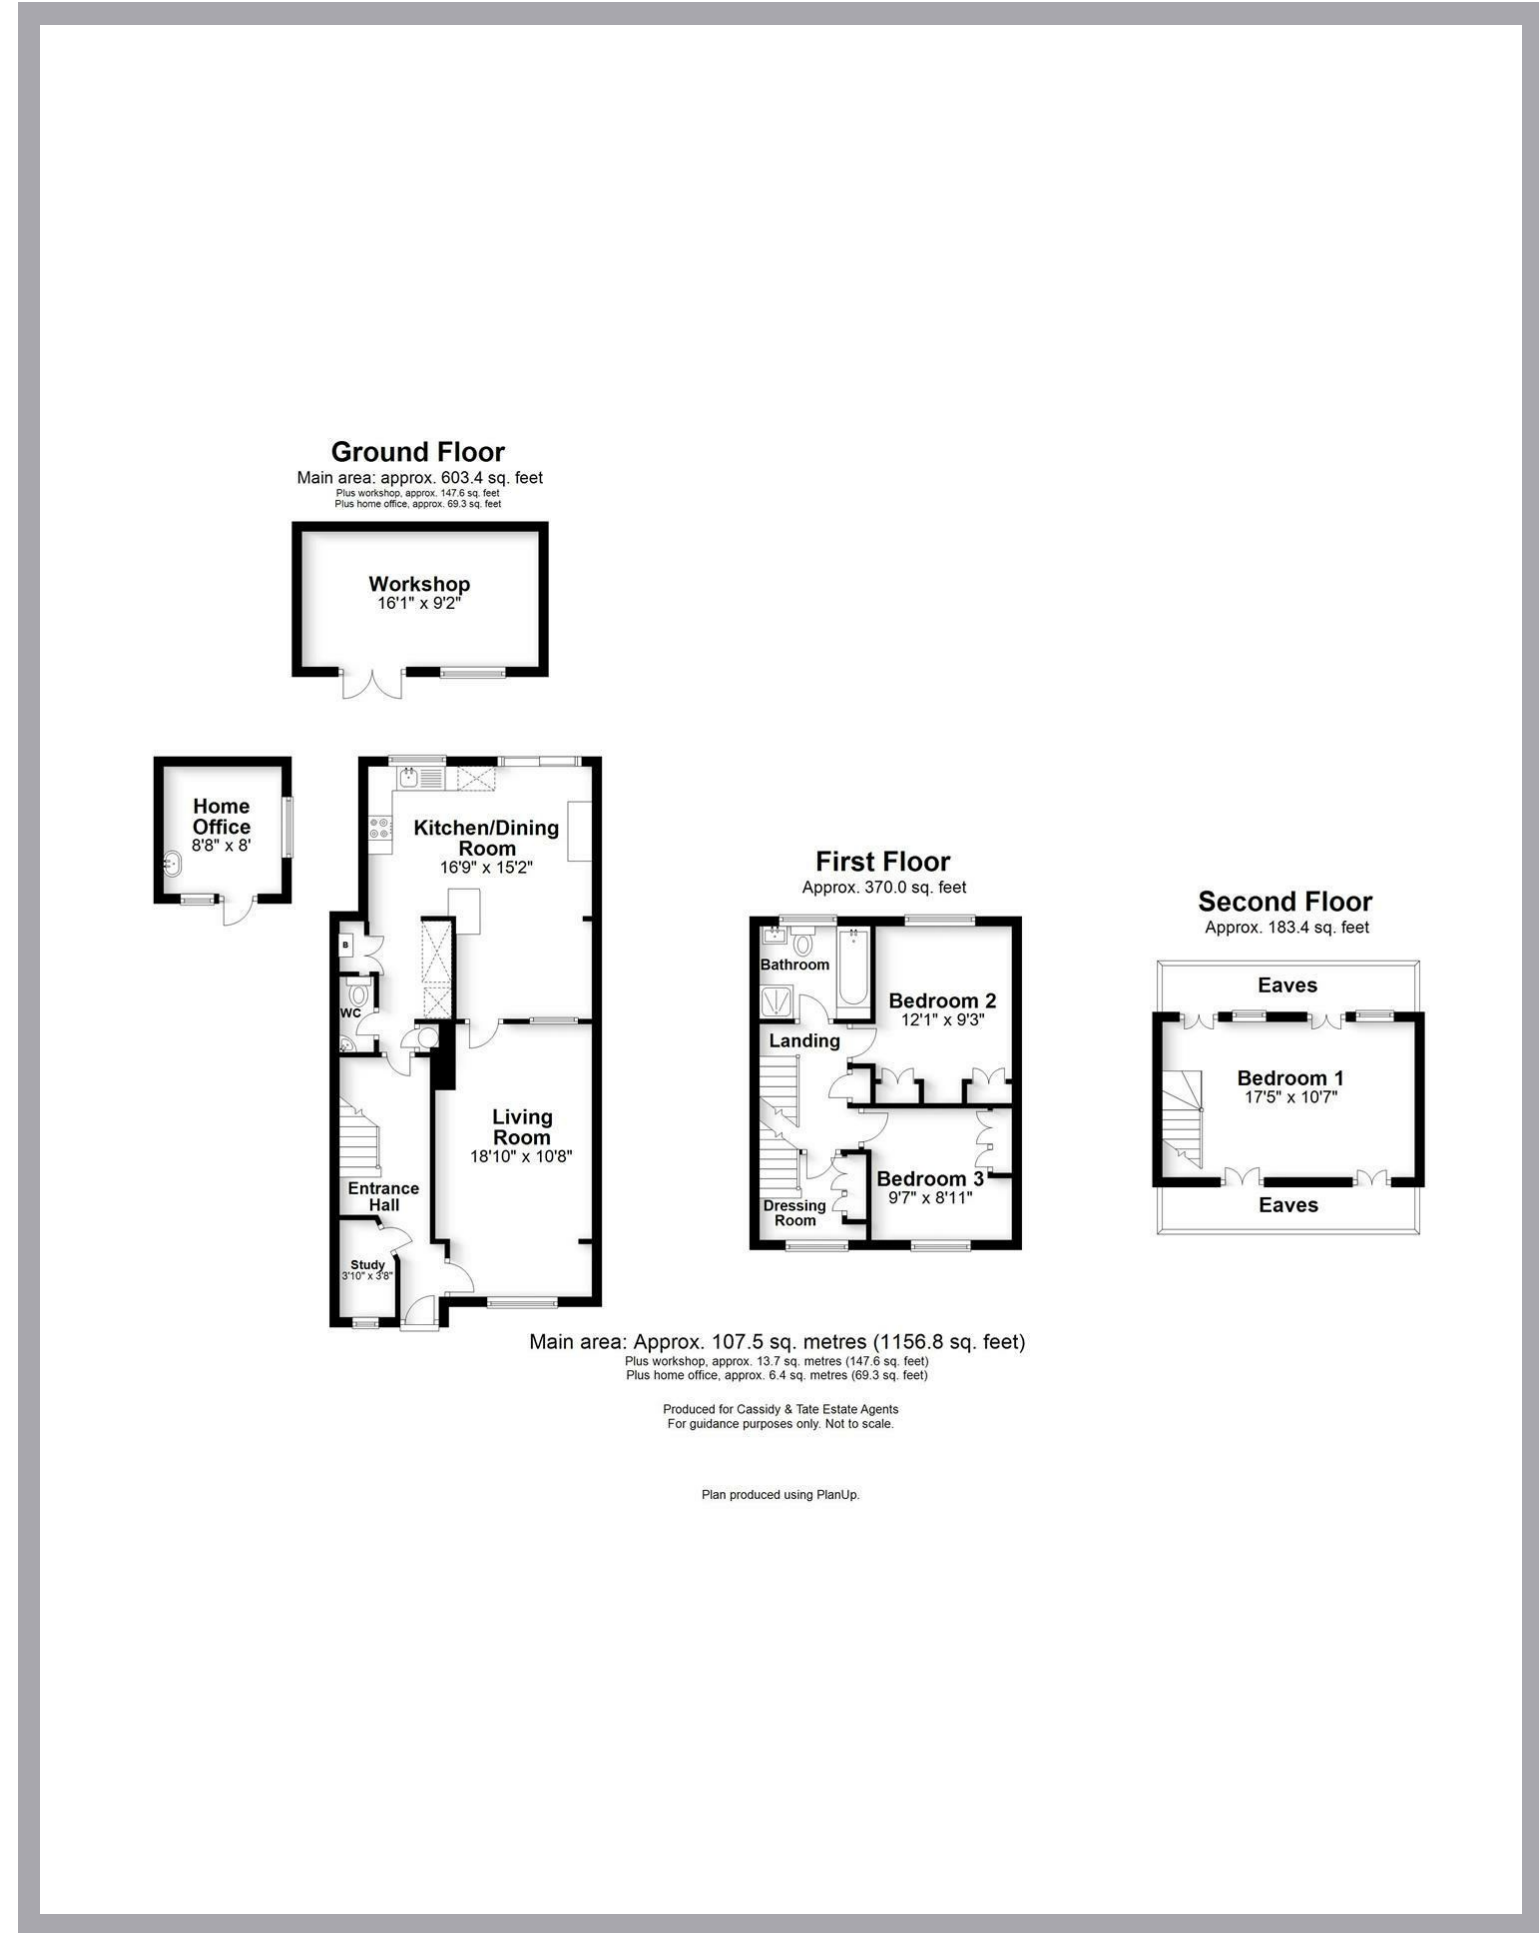 Ground Floor
Main area: approx. 603.4 sq. feet
Plus workshop, approx. 147.6 sq. feet
Plus home office, approx. 69.3 sq. feet
Workshop
16'1" x 9'2"
Home
Office
8'8" x 8'
Kitchen/Dining
Room
16'9" x 15'2"
B
WC
Living
Room
18'10" x 10'8"
Entrance
Hall
Study
3'10" x 3'8"
First Floor
Approx. 370.0 sq. feet
Bathroom
Bedroom 2
12'1" x 9'3"
Landing
Bedroom 3
9'7" x 8'11"
Dressing
Room
Second Floor
Approx. 183.4 sq. feet
Eaves
Bedroom 1
17'5" x 10'7"
Eaves
Main area: Approx. 107.5 sq. metres (1156.8 sq. feet)
Plus workshop, approx. 13.7 sq. metres (147.6 sq. feet)
Plus home office, approx. 6.4 sq. metres (69.3 sq. feet)
Produced for Cassidy & Tate Estate Agents
For guidance purposes only. Not to scale.
Plan produced using PlanUp.